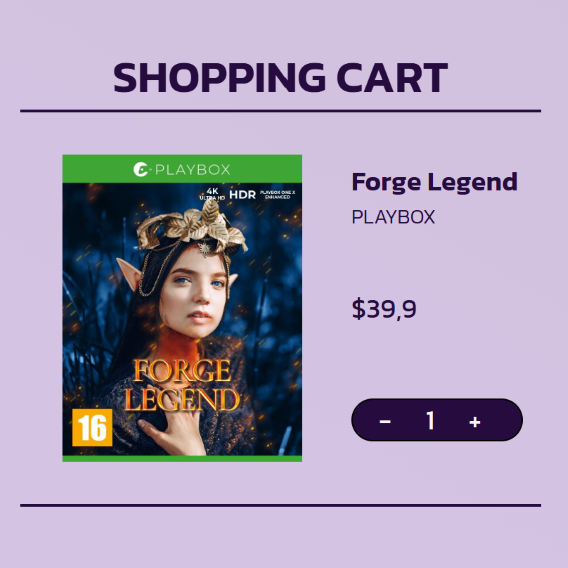 SHOPPING CART
PLAYBOX
4K
ULTRA HD
HDR
PLAYBOX ONE X
ENHANCED
FORGE
LEGEND
16
Forge Legend
PLAYBOX
$39,9
- 1 +